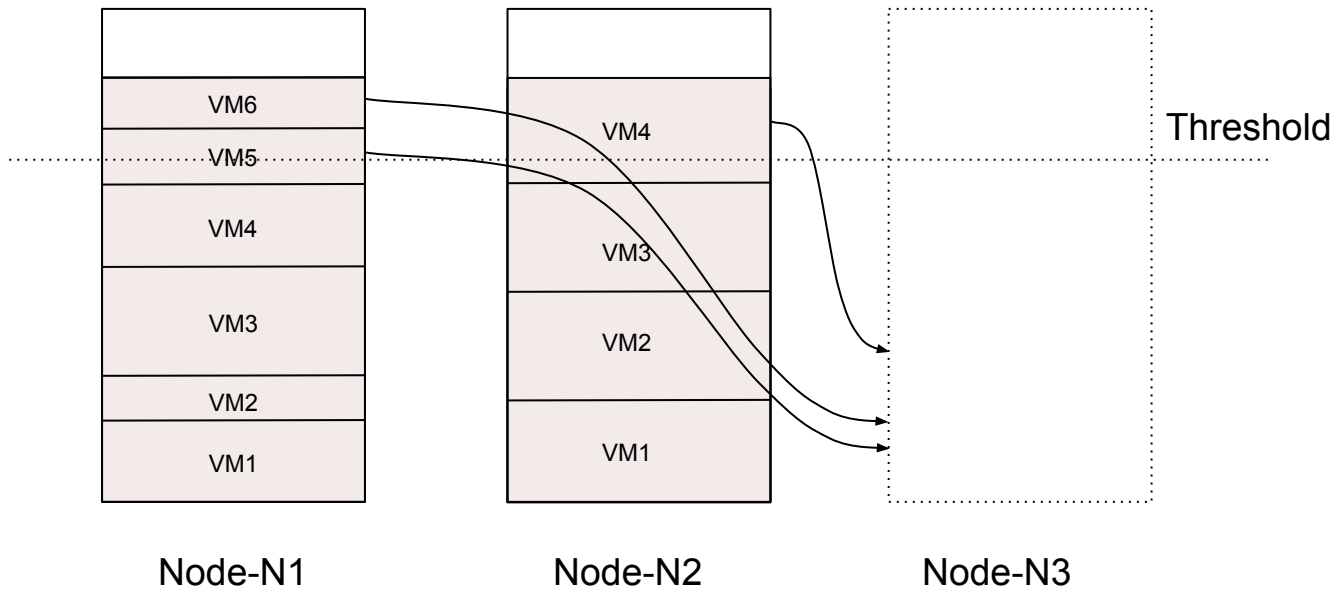 VM6
VM5
VM4
VM3
VM2
VM1
VM4
VM3
VM2
VM1
Threshold
Node-N1
Node-N2
Node-N3